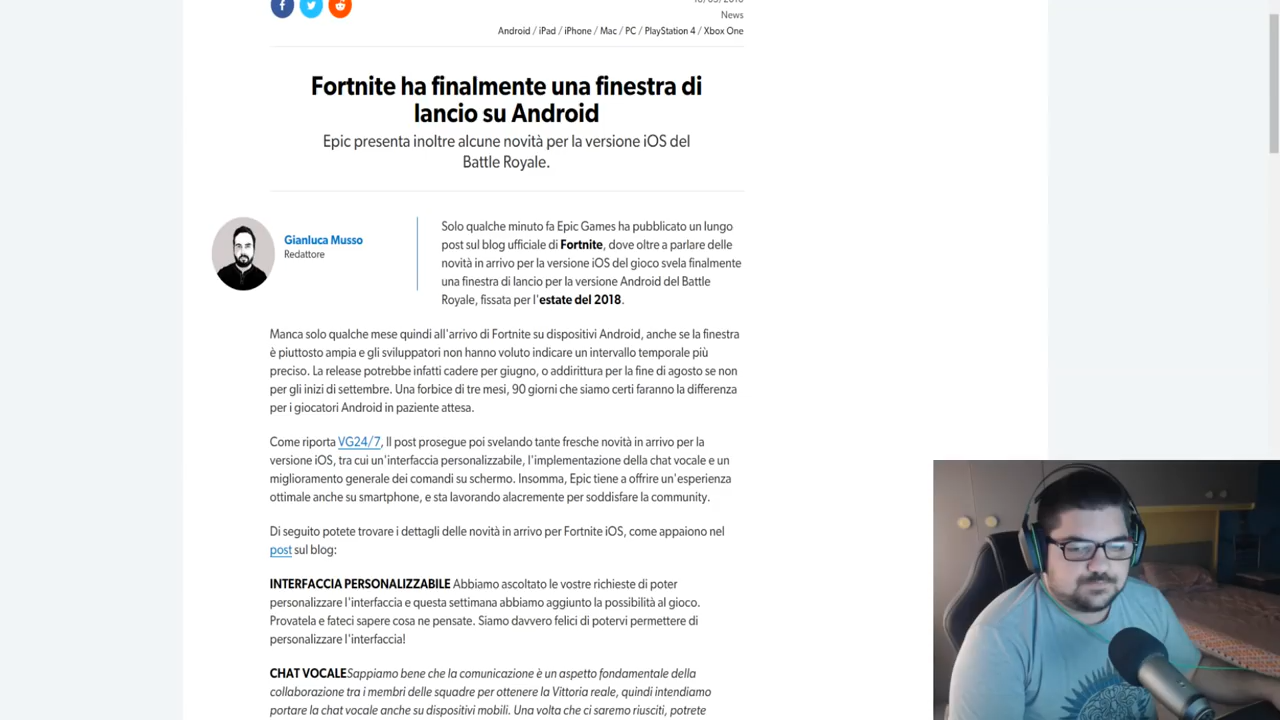 News
Android / iPad / iPhone / Mac / PC / PlayStation 4 / Xbox One
Fortnite ha finalmente una finestra di
lancio su Android
Epic presenta inoltre alcune novità per la versione iOS del
Battle Royale.
Gianluca Musso
Redattore
Solo qualche minuto fa Epic Games ha pubblicato un lungo
post sul blog ufficiale di Fortnite, dove oltre a parlare delle
novità in arrivo per la versione iOS del gioco svela finalmente
una finestra di lancio per la versione Android del Battle
Royale, fissata per l'estate del 2018.
Manca solo qualche mese quindi all'arrivo di Fortnite su dispositivi Android, anche se la finestra
è piuttosto ampia e gli sviluppatori non hanno voluto indicare un intervallo temporale più
preciso. La release potrebbe infatti cadere per giugno, o addirittura per la fine di agosto se non
per gli inizi di settembre. Una forbice di tre mesi, 90 giorni che siamo certi faranno la differenza
per i giocatori Android in paziente attesa.
Come riporta VG24/7, Il post prosegue poi svelando tante fresche novità in arrivo per la
versione iOS, tra cui un'interfaccia personalizzabile, l'implementazione della chat vocale e un
miglioramento generale dei comandi su schermo. Insomma, Epic tiene a offrire un'esperienza
ottimale anche su smartphone, e sta lavorando alacremente per soddisfare la community.
Di seguito potete trovare i dettagli delle novità in arrivo per Fortnite iOS, come appaiono nel
post sul blog:
INTERFACCIA PERSONALIZZABILE Abbiamo ascoltato le vostre richieste di poter
personalizzare l'interfaccia e questa settimana abbiamo aggiunto la possibilità al gioco.
Provatela e fateci sapere cosa ne pensate. Siamo davvero felici di potervi permettere di
personalizzare l'interfaccia!
CHAT VOCALESappiamo bene che la comunicazione è un aspetto fondamentale della
collaborazione tra i membri delle squadre per ottenere la Vittoria reale, quindi intendiamo
portare la chat vocale anche su dispositivi mobili. Una volta che ci saremo riusciti, potrete